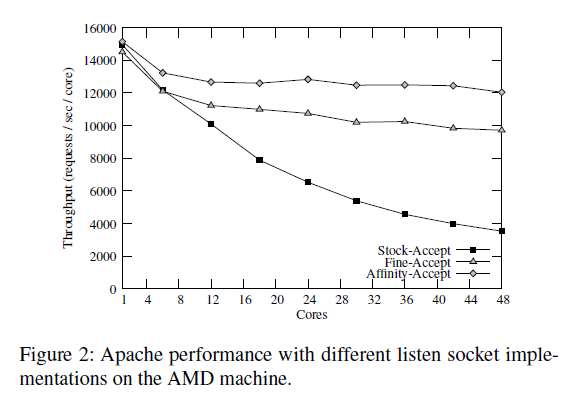 16000
14000
12000
10000
8000
6000
4000
2000
0
Throughput (requests / sec / core)
Stock-Accept
Fine-Accept
Affinity-Accept
1 4 8 12 16 20 24 28 32 36 40 44 48
Cores
Figure 2: Apache performance with different listen socket imple-
mentations on the AMD machine.